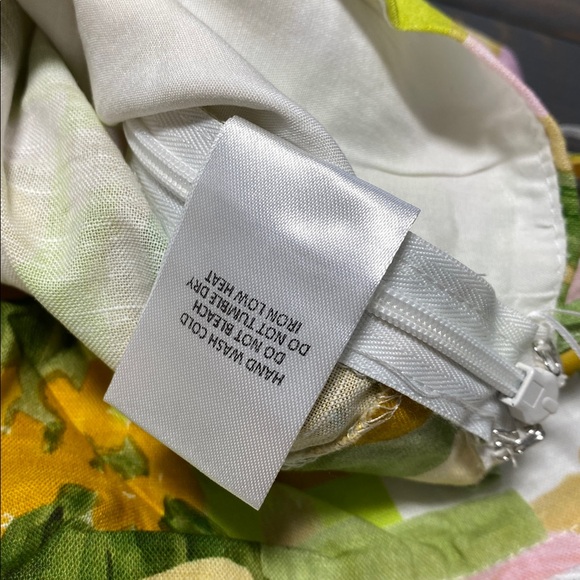 HAND WASH COLD
DO NOT BLEACH
DO NOT TUMBLE DRY
IRON LOW HEAT